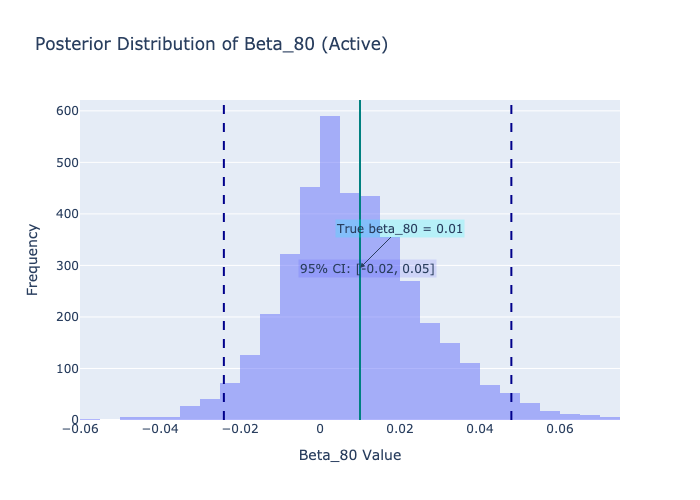 Posterior Distribution of Beta_80 (Active)
600
500
400
300
200
100
0
Frequency
True beta_80 = 0.01
95% CI: [-0.02, 0.05]
−0.06 −0.04 −0.02 0 0.02 0.04 0.06
Beta_80 Value